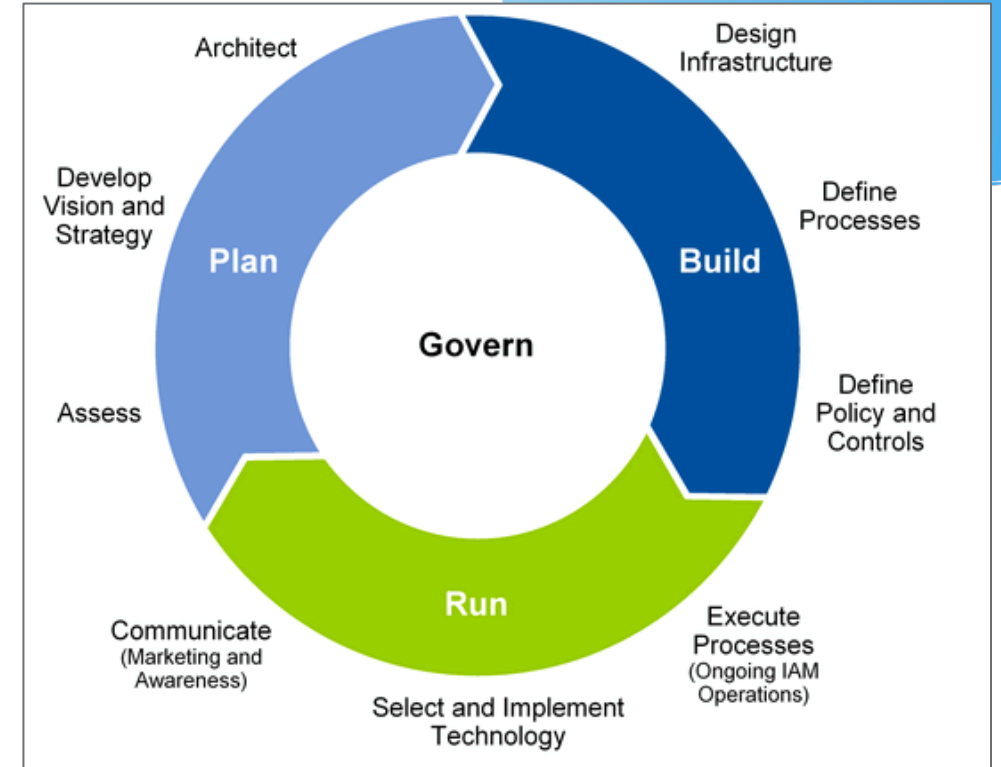 Architect
Design
Infrastructure
Develop
Vision and
Strategy
Define
Processes
Plan
Build
Govern
Assess
Define
Policy and
Controls
Run
Communicate
(Marketing and
Awareness)
Execute
Processes
(Ongoing IAM
Operations)
Select and Implement
Technology